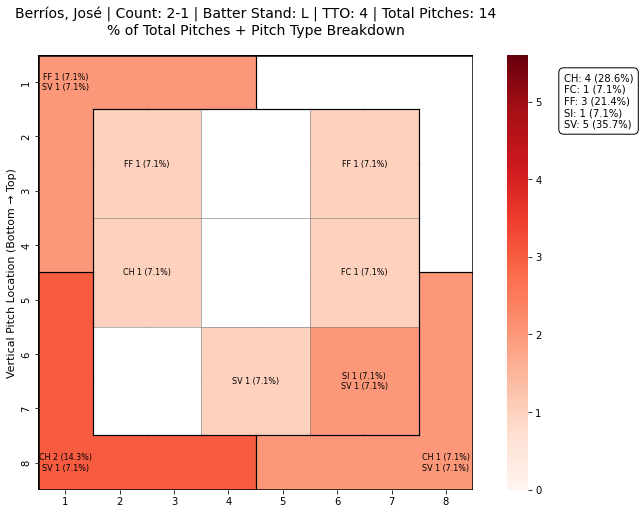 Berríos, José | Count: 2-1 | Batter Stand: L | TTO: 4 | Total Pitches: 14
% of Total Pitches + Pitch Type Breakdown
Vertical Pitch Location (Bottom → Top)
1
2
3
4
5
6
7
8
FF 1 (7.1%)
SV 1 (7.1%)
FF 1 (7.1%)
FF 1 (7.1%)
CH 1 (7.1%)
FC 1 (7.1%)
SV 1 (7.1%)
SI 1 (7.1%)
SV 1 (7.1%)
CH 2 (14.3%)
SV 1 (7.1%)
CH 1 (7.1%)
SV 1 (7.1%)
1 2 3 4 5 6 7 8
5
4
3
2
1
0
CH: 4 (28.6%)
FC: 1 (7.1%)
FF: 3 (21.4%)
SI: 1 (7.1%)
SV: 5 (35.7%)